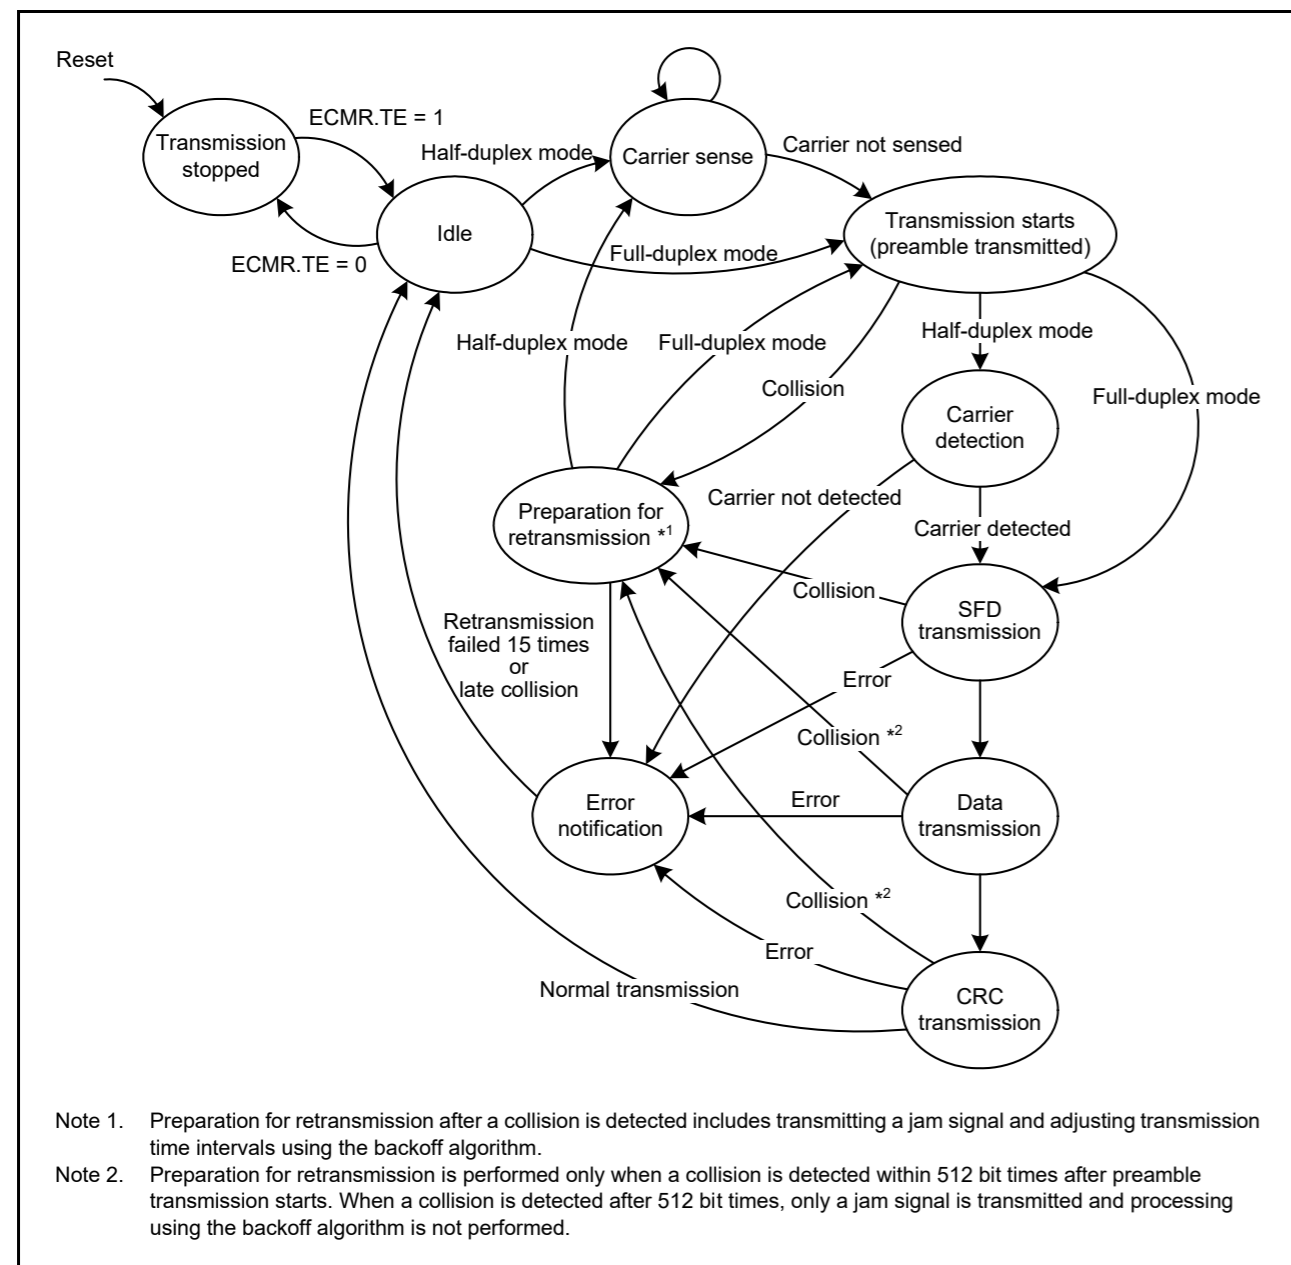 Reset
ECMR.TE = 1
Transmission
stopped
Half-duplex mode
Carrier sense
Carrier not sensed
Idle
Transmission starts
(preamble transmitted)
ECMR.TE = 0
Full-duplex mode
Half-duplex mode
Half-duplex mode
Full-duplex mode
Collision
Full-duplex mode
Carrier
detection
Carrier not detected
Preparation for
retransmission *1
Carrier detected
Collision
SFD
transmission
Retransmission
failed 15 times
or
late collision
Error
Collision *2
Error
notification
Error
Data
transmission
Collision *2
Error
Normal transmission
CRC
transmission
Note 1. Preparation for retransmission after a collision is detected includes transmitting a jam signal and adjusting transmission
time intervals using the backoff algorithm.
Note 2. Preparation for retransmission is performed only when a collision is detected within 512 bit times after preamble
transmission starts. When a collision is detected after 512 bit times, only a jam signal is transmitted and processing
using the backoff algorithm is not performed.